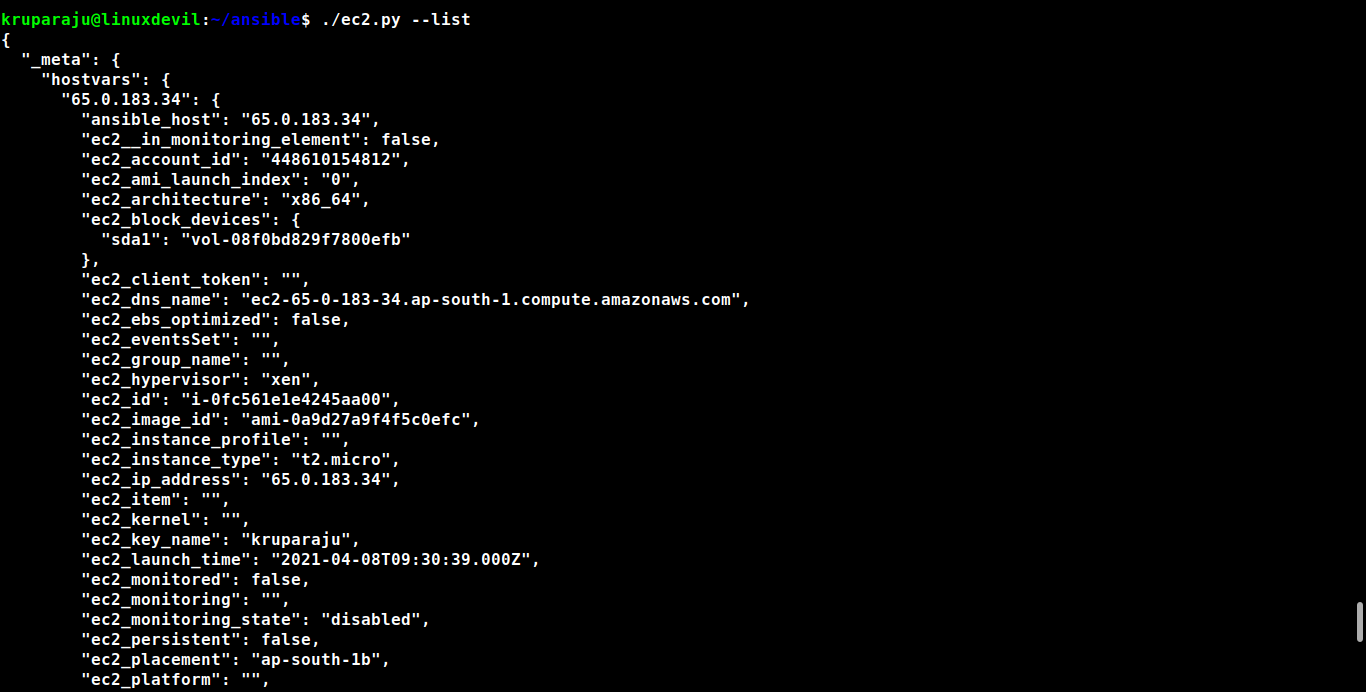 kruparaju@linuxdevil:~/ansible$ ./ec2.py --list
{
  "_meta": {
    "hostvars": {
      "65.0.183.34": {
        "ansible_host": "65.0.183.34",
        "ec2__in_monitoring_element": false,
        "ec2_account_id": "448610154812",
        "ec2_ami_launch_index": "0",
        "ec2_architecture": "x86_64",
        "ec2_block_devices": {
          "sda1": "vol-08f0bd829f7800efb"
        },
        "ec2_client_token": "",
        "ec2_dns_name": "ec2-65-0-183-34.ap-south-1.compute.amazonaws.com",
        "ec2_ebs_optimized": false,
        "ec2_eventsSet": "",
        "ec2_group_name": "",
        "ec2_hypervisor": "xen",
        "ec2_id": "i-0fc561e1e4245aa00",
        "ec2_image_id": "ami-0a9d27a9f4f5c0efc",
        "ec2_instance_profile": "",
        "ec2_instance_type": "t2.micro",
        "ec2_ip_address": "65.0.183.34",
        "ec2_item": "",
        "ec2_kernel": "",
        "ec2_key_name": "kruparaju",
        "ec2_launch_time": "2021-04-08T09:30:39.000Z",
        "ec2_monitored": false,
        "ec2_monitoring": "",
        "ec2_monitoring_state": "disabled",
        "ec2_persistent": false,
        "ec2_placement": "ap-south-1b",
        "ec2_platform": "",